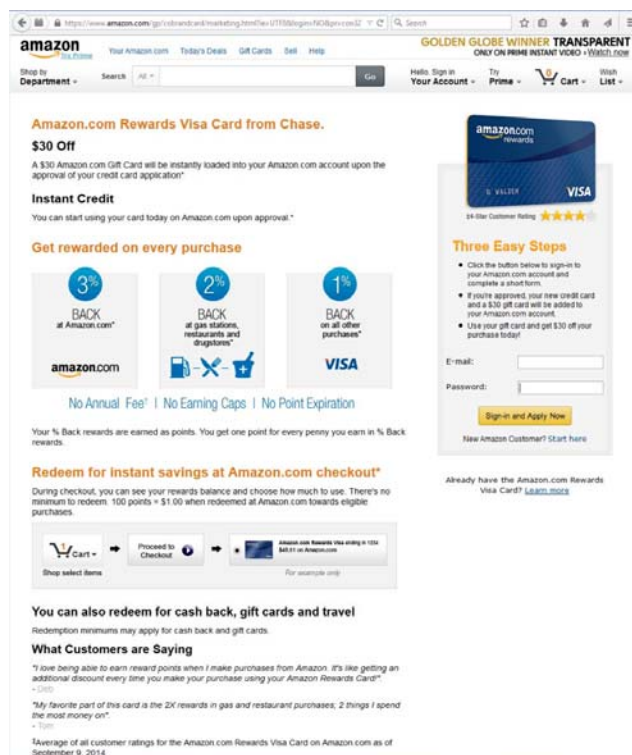 amazon
Try Prime
Your Amazon.com Today's Deals Gift Cards Sell Help
GOLDEN GLOBE WINNER TRANSPARENT
ONLY ON PRIME INSTANT VIDEO Watch now
Shop by
Department
Search All Go
Hello. Sign in
Your Account
Try
Prime
0
Cart
Wish
List
Amazon.com Rewards Visa Card from Chase.
$30 Off
A $30 Amazon.com Gift Card will be instantly loaded into your Amazon.com account upon the
approval of your credit card application*
Instant Credit
You can start using your card today on Amazon.com upon approval.*
Get rewarded on every purchase
3%
BACK
at Amazon.com*
amazon.com
2%
BACK
at gas stations,
restaurants and
drugstores*
1%
BACK
on all other
purchases*
VISA
No Annual Fee† | No Earning Caps | No Point Expiration
Your % Back rewards are earned as points. You get one point for every penny you earn in % Back
rewards.
Redeem for instant savings at Amazon.com checkout*
During checkout, you can see your rewards balance and choose how much to use. There's no
minimum to redeem. 100 points = $1.00 when redeemed at Amazon.com towards eligible
purchases.
Cart
Proceed to
Checkout
Amazon.com Rewards Visa ending in 1234
on Amazon.com
Shop select items
For example only
You can also redeem for cash back, gift cards and travel
Redemption minimums may apply for cash back and gift cards.
What Customers are Saying
"I love being able to earn reward points when I make purchases from Amazon. It's like getting an
additional discount every time you make your purchase using your Amazon Rewards Card!".
- Deb
"My favorite part of this card is the 2X rewards in gas and restaurant purchases; 2 things I spend
the most money on".
- Tom
‡Average of all customer ratings for the Amazon.com Rewards Visa Card on Amazon.com as of
September 9, 2014
amazon.com
rewards
VISA
Customer Rating
Three Easy Steps
• Click the button below to sign-in to
your Amazon.com account and
complete a short form.
• If you're approved, your new credit card
and a $30 gift card will be added to
your Amazon.com account.
• Use your gift card and get $30 off your
purchase today!
E-mail:
Password:
Sign-in and Apply Now
New Amazon Customer? Start here
Already have the Amazon.com Rewards
Visa Card? Learn more